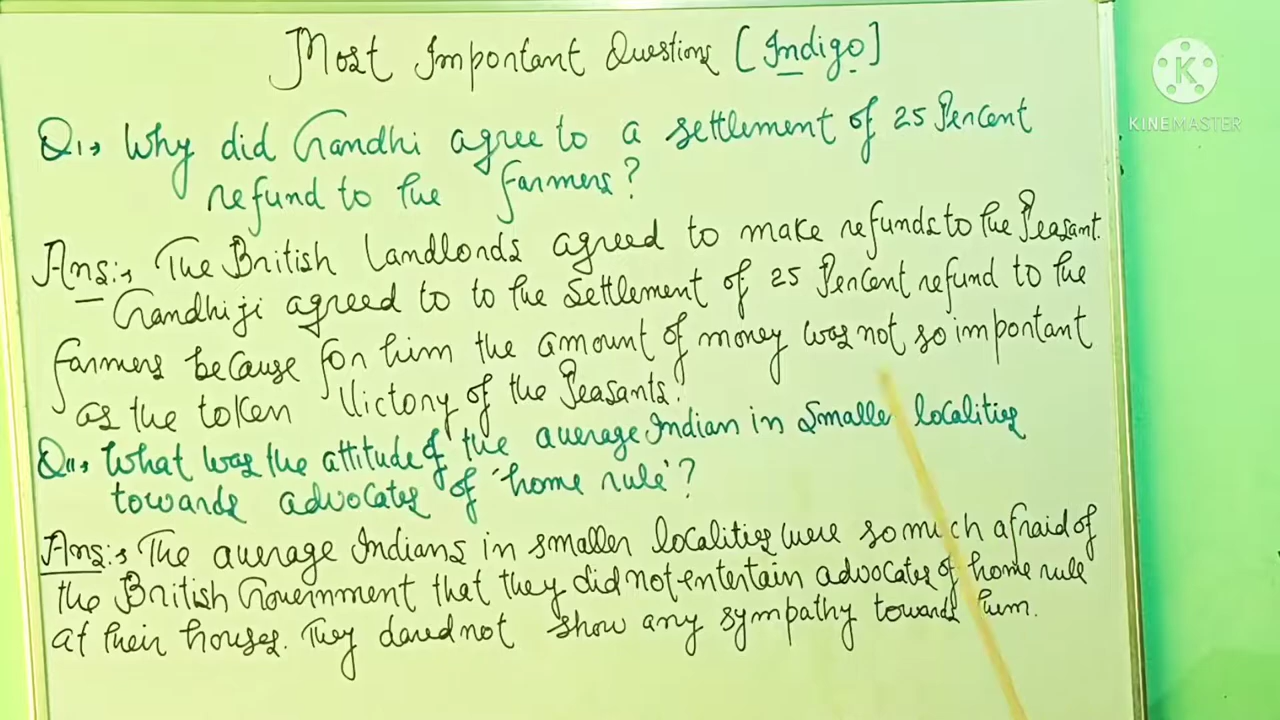 Most Important Questions [Indigo]
Q1→ Why did Gandhi agree to a settlement of 25 Percent
refund to the farmers?
Ans:→ The British Landlords agreed to make refunds to the Peasant.
Gandhiji agreed to to the Settlement of 25 Percent refund to the
farmers because for him the amount of money was not so important
as the token Victory of the Peasants.
Q11→ What was the attitude of the average Indian in Smaller localities
towards advocates of 'home rule'?
Ans:→ The average Indians in smaller localities were so much afraid of
the British Government that they did not entertain advocates of home rule
at their houses. They dared not show any sympathy towards them.
K
KINEMASTER